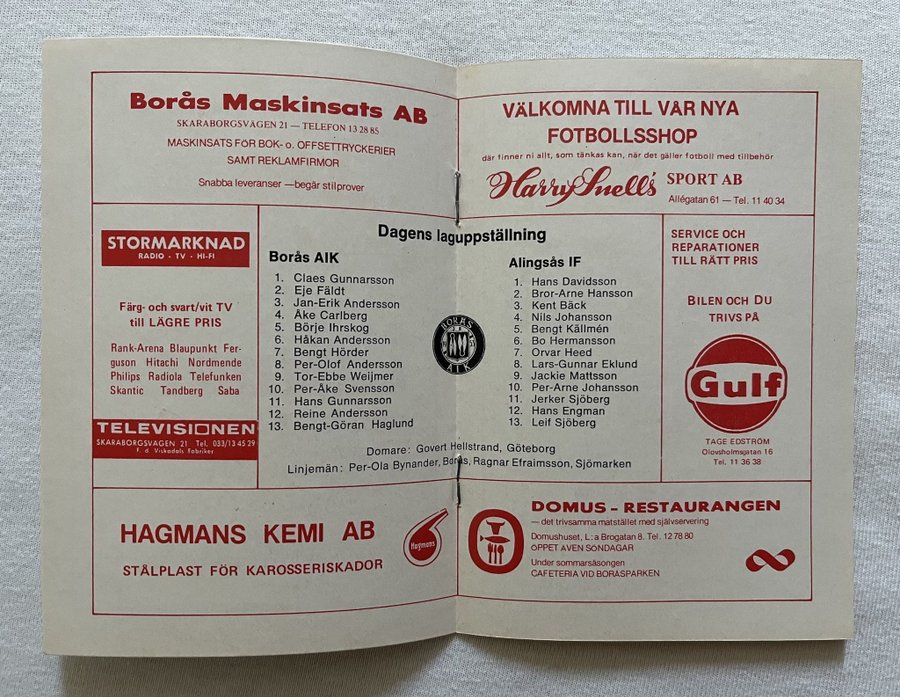 Borås Maskinsats AB
SKARABORGSVÄGEN 21 — TELEFON 13 28 85
MASKINSATS FÖR BOK- o. OFFSETTRYCKERIER
SAMT REKLAMFIRMOR
Snabba leveranser — begär stilprover
STORMARKNAD
RADIO · TV · HI-FI
Färg- och svart/vit TV
till LÄGRE PRIS
Rank-Arena Blaupunkt Fer-
guson Hitachi Nordmende
Philips Radiola Telefunken
Skantic Tandberg Saba
TELEVISIONEN
SKARABORGSVÄGEN 21 Tel. 033/13 45 29
F. d. Viskadals Fabriker
HAGMANS KEMI AB
STÅLPLAST FÖR KAROSSERISKADOR
Hagmans
Dagens laguppställning
Borås AIK
1. Claes Gunnarsson
2. Eje Fäldt
3. Jan-Erik Andersson
4. Åke Carlberg
5. Börje Ihrskog
6. Håkan Andersson
7. Bengt Hörder
8. Per-Olof Andersson
9. Tor-Ebbe Weijmer
10. Per-Åke Svensson
11. Hans Gunnarsson
12. Reine Andersson
13. Bengt-Göran Haglund
BORÅS
AIK
Alingsås IF
1. Hans Davidsson
2. Bror-Arne Hansson
3. Kent Bäck
4. Nils Johansson
5. Bengt Källmén
6. Bo Hermansson
7. Orvar Heed
8. Lars-Gunnar Eklund
9. Jackie Mattsson
10. Per-Arne Johansson
11. Jerker Sjöberg
12. Hans Engman
13. Leif Sjöberg
Domare: Govert Hellstrand, Göteborg
Linjemän: Per-Ola Bynander, Borås, Ragnar Efraimsson, Sjömarken
VÄLKOMNA TILL VÅR NYA
FOTBOLLSSHOP
där finner ni allt, som tänkas kan, när det gäller fotboll med tillbehör
Harry Snell's SPORT AB
Allégatan 61 — Tel. 11 40 34
SERVICE OCH
REPARATIONER
TILL RÄTT PRIS
BILEN OCH DU
TRIVS PÅ
Gulf
TAGE EDSTRÖM
Olovsholmsgatan 16
Tel. 11 36 38
DOMUS - RESTAURANGEN
— det trivsamma matstället med självservering
Domushuset, L:a Brogatan 8. Tel. 12 78 80
ÖPPET ÄVEN SÖNDAGAR
Under sommarsäsongen
CAFETERIA VID BORÅSPARKEN